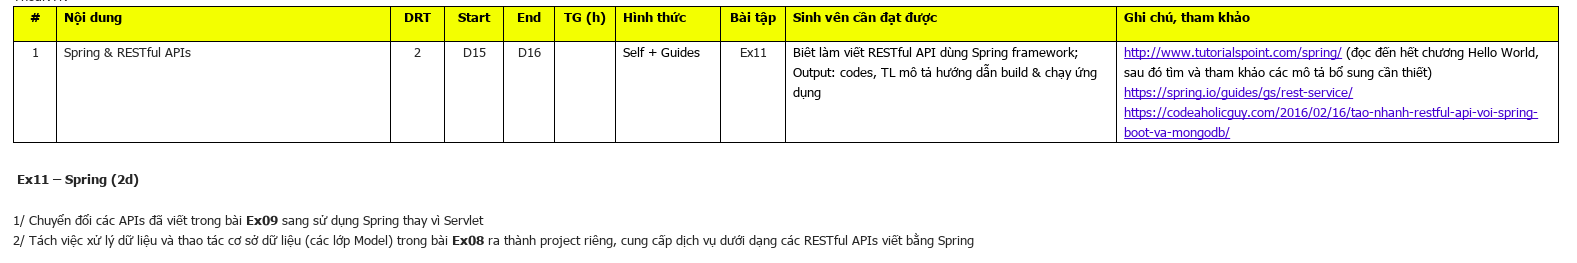 # Nội dung DRT Start End TG (h) Hình thức Bài tập Sinh vên cần đạt được Ghi chú, tham khảo
1 Spring & RESTful APIs 2 D15 D16 Self + Guides Ex11 Biêt làm viết RESTful API dùng Spring framework; http://www.tutorialspoint.com/spring/ (đọc đến hết chương Hello World,
Output: codes, TL mô tả hướng dẫn build & chạy ứng sau đó tìm và tham khảo các mô tả bổ sung cần thiết)
dụng https://spring.io/guides/gs/rest-service/
https://codeaholicguy.com/2016/02/16/tao-nhanh-restful-api-voi-spring-
boot-va-mongodb/
Ex11 – Spring (2d)
1/ Chuyển đổi các APIs đã viết trong bài Ex09 sang sử dụng Spring thay vì Servlet
2/ Tách việc xử lý dữ liệu và thao tác cơ sở dữ liệu (các lớp Model) trong bài Ex08 ra thành project riêng, cung cấp dịch vụ dưới dạng các RESTful APIs viết bằng Spring